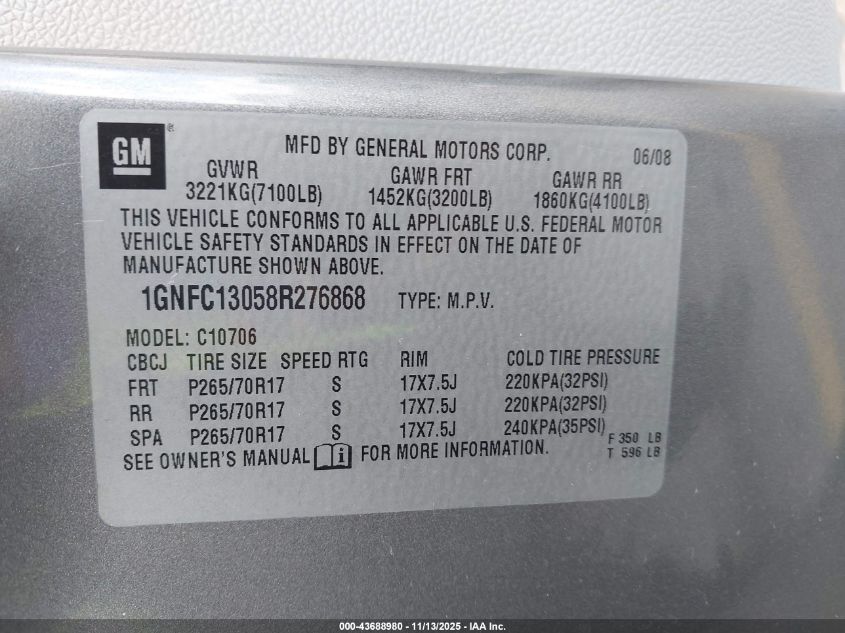 GM®
MFD BY GENERAL MOTORS CORP. 06/08
GVWR GAWR FRT GAWR RR
3221KG(7100LB) 1452KG(3200LB) 1860KG(4100LB)
THIS VEHICLE CONFORMS TO ALL APPLICABLE U.S. FEDERAL MOTOR
VEHICLE SAFETY STANDARDS IN EFFECT ON THE DATE OF
MANUFACTURE SHOWN ABOVE.
1GNFC13058R276868 TYPE: M.P.V.
MODEL: C10706
CBCJ TIRE SIZE SPEED RTG RIM COLD TIRE PRESSURE
FRT P265/70R17 S 17X7.5J 220KPA(32PSI)
RR P265/70R17 S 17X7.5J 220KPA(32PSI)
SPA P265/70R17 S 17X7.5J 240KPA(35PSI)
F 350 LB
SEE OWNER'S MANUAL i FOR MORE INFORMATION.
T 596 LB
000-43688980 - 11/13/2025 - IAA Inc.